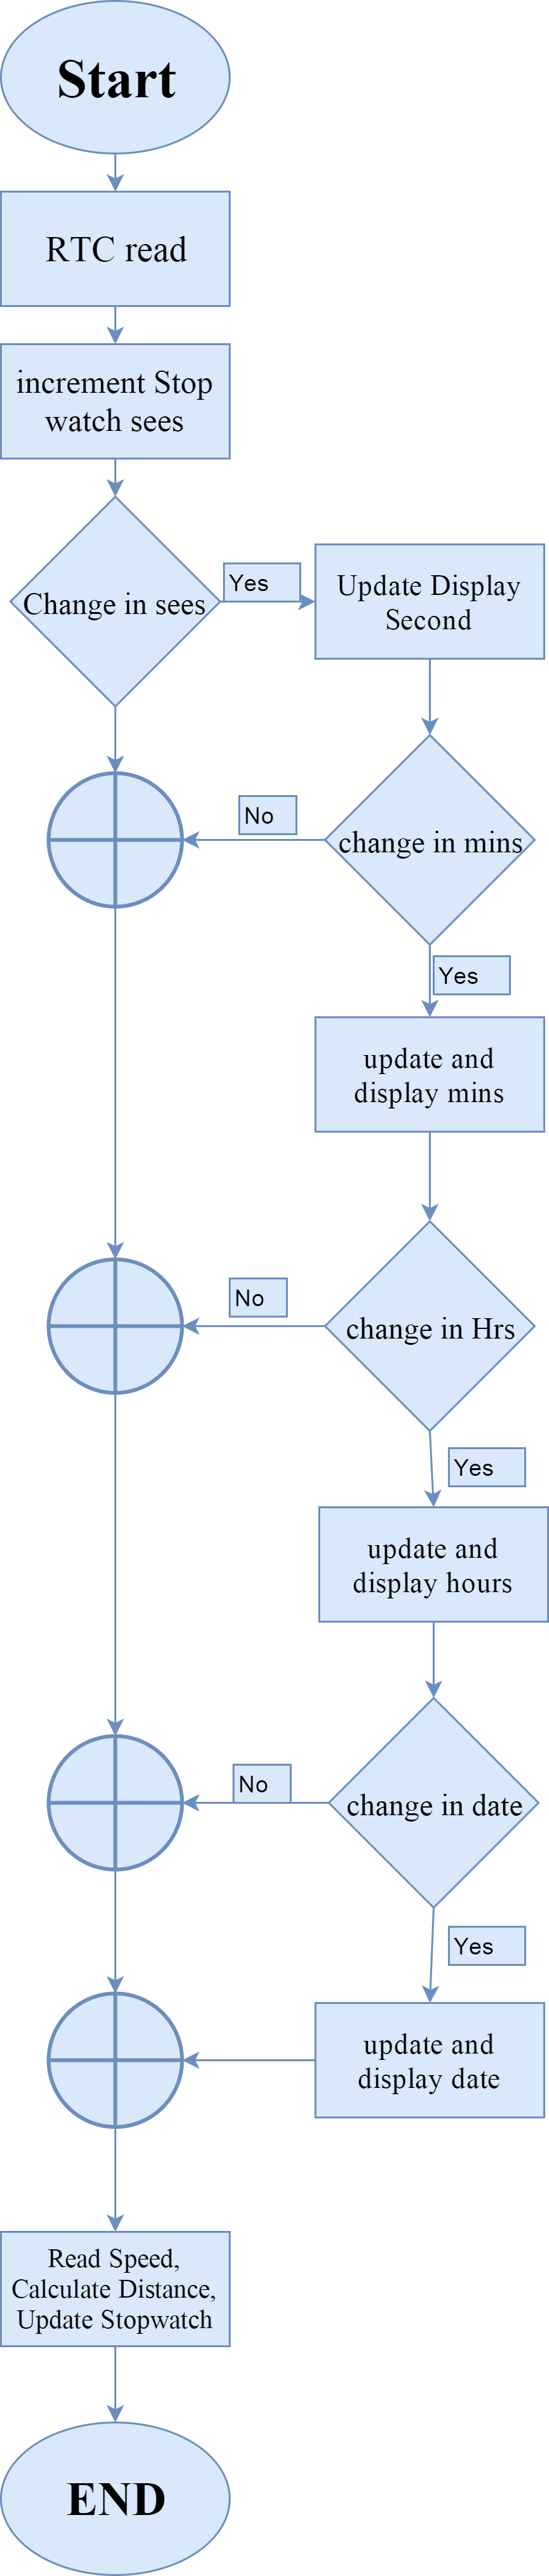 Start
RTC read
increment Stop
watch sees
Change in sees
Yes
Update Display
Second
No
change in mins
Yes
update and
display mins
No
change in Hrs
Yes
update and
display hours
No
change in date
Yes
update and
display date
Read Speed,
Calculate Distance,
Update Stopwatch
END